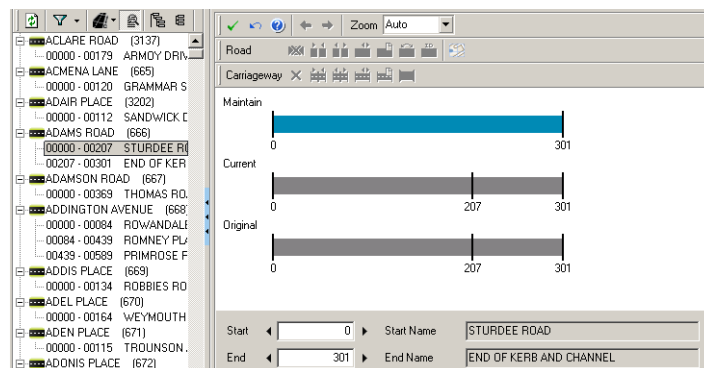 Zoom Auto
ACLARE ROAD (3137)
00000 - 00179 ARMOY DRIV
ACMENA LANE (665)
00000 - 00120 GRAMMAR S
ADAIR PLACE (3202)
00000 - 00112 SANDWICK D
ADAMS ROAD (666)
00000 - 00207 STURDEE RO
00207 - 00301 END OF KER
ADAMSON ROAD (667)
00000 - 00369 THOMAS RO
ADDINGTON AVENUE (668)
00000 - 00084 ROWANDALE
00084 - 00439 ROMNEY PLA
00439 - 00589 PRIMROSE P
ADDIS PLACE (669)
00000 - 00134 ROBBIES RO
ADEL PLACE (670)
00000 - 00164 WEYMOUTH
ADEN PLACE (671)
00000 - 00115 TROUNSON
ADONIS PLACE (672)
Road
Carriageway
Maintain
0 301
Current
0 207 301
Original
0 207 301
Start 0 Start Name STURDEE ROAD
End 301 End Name END OF KERB AND CHANNEL